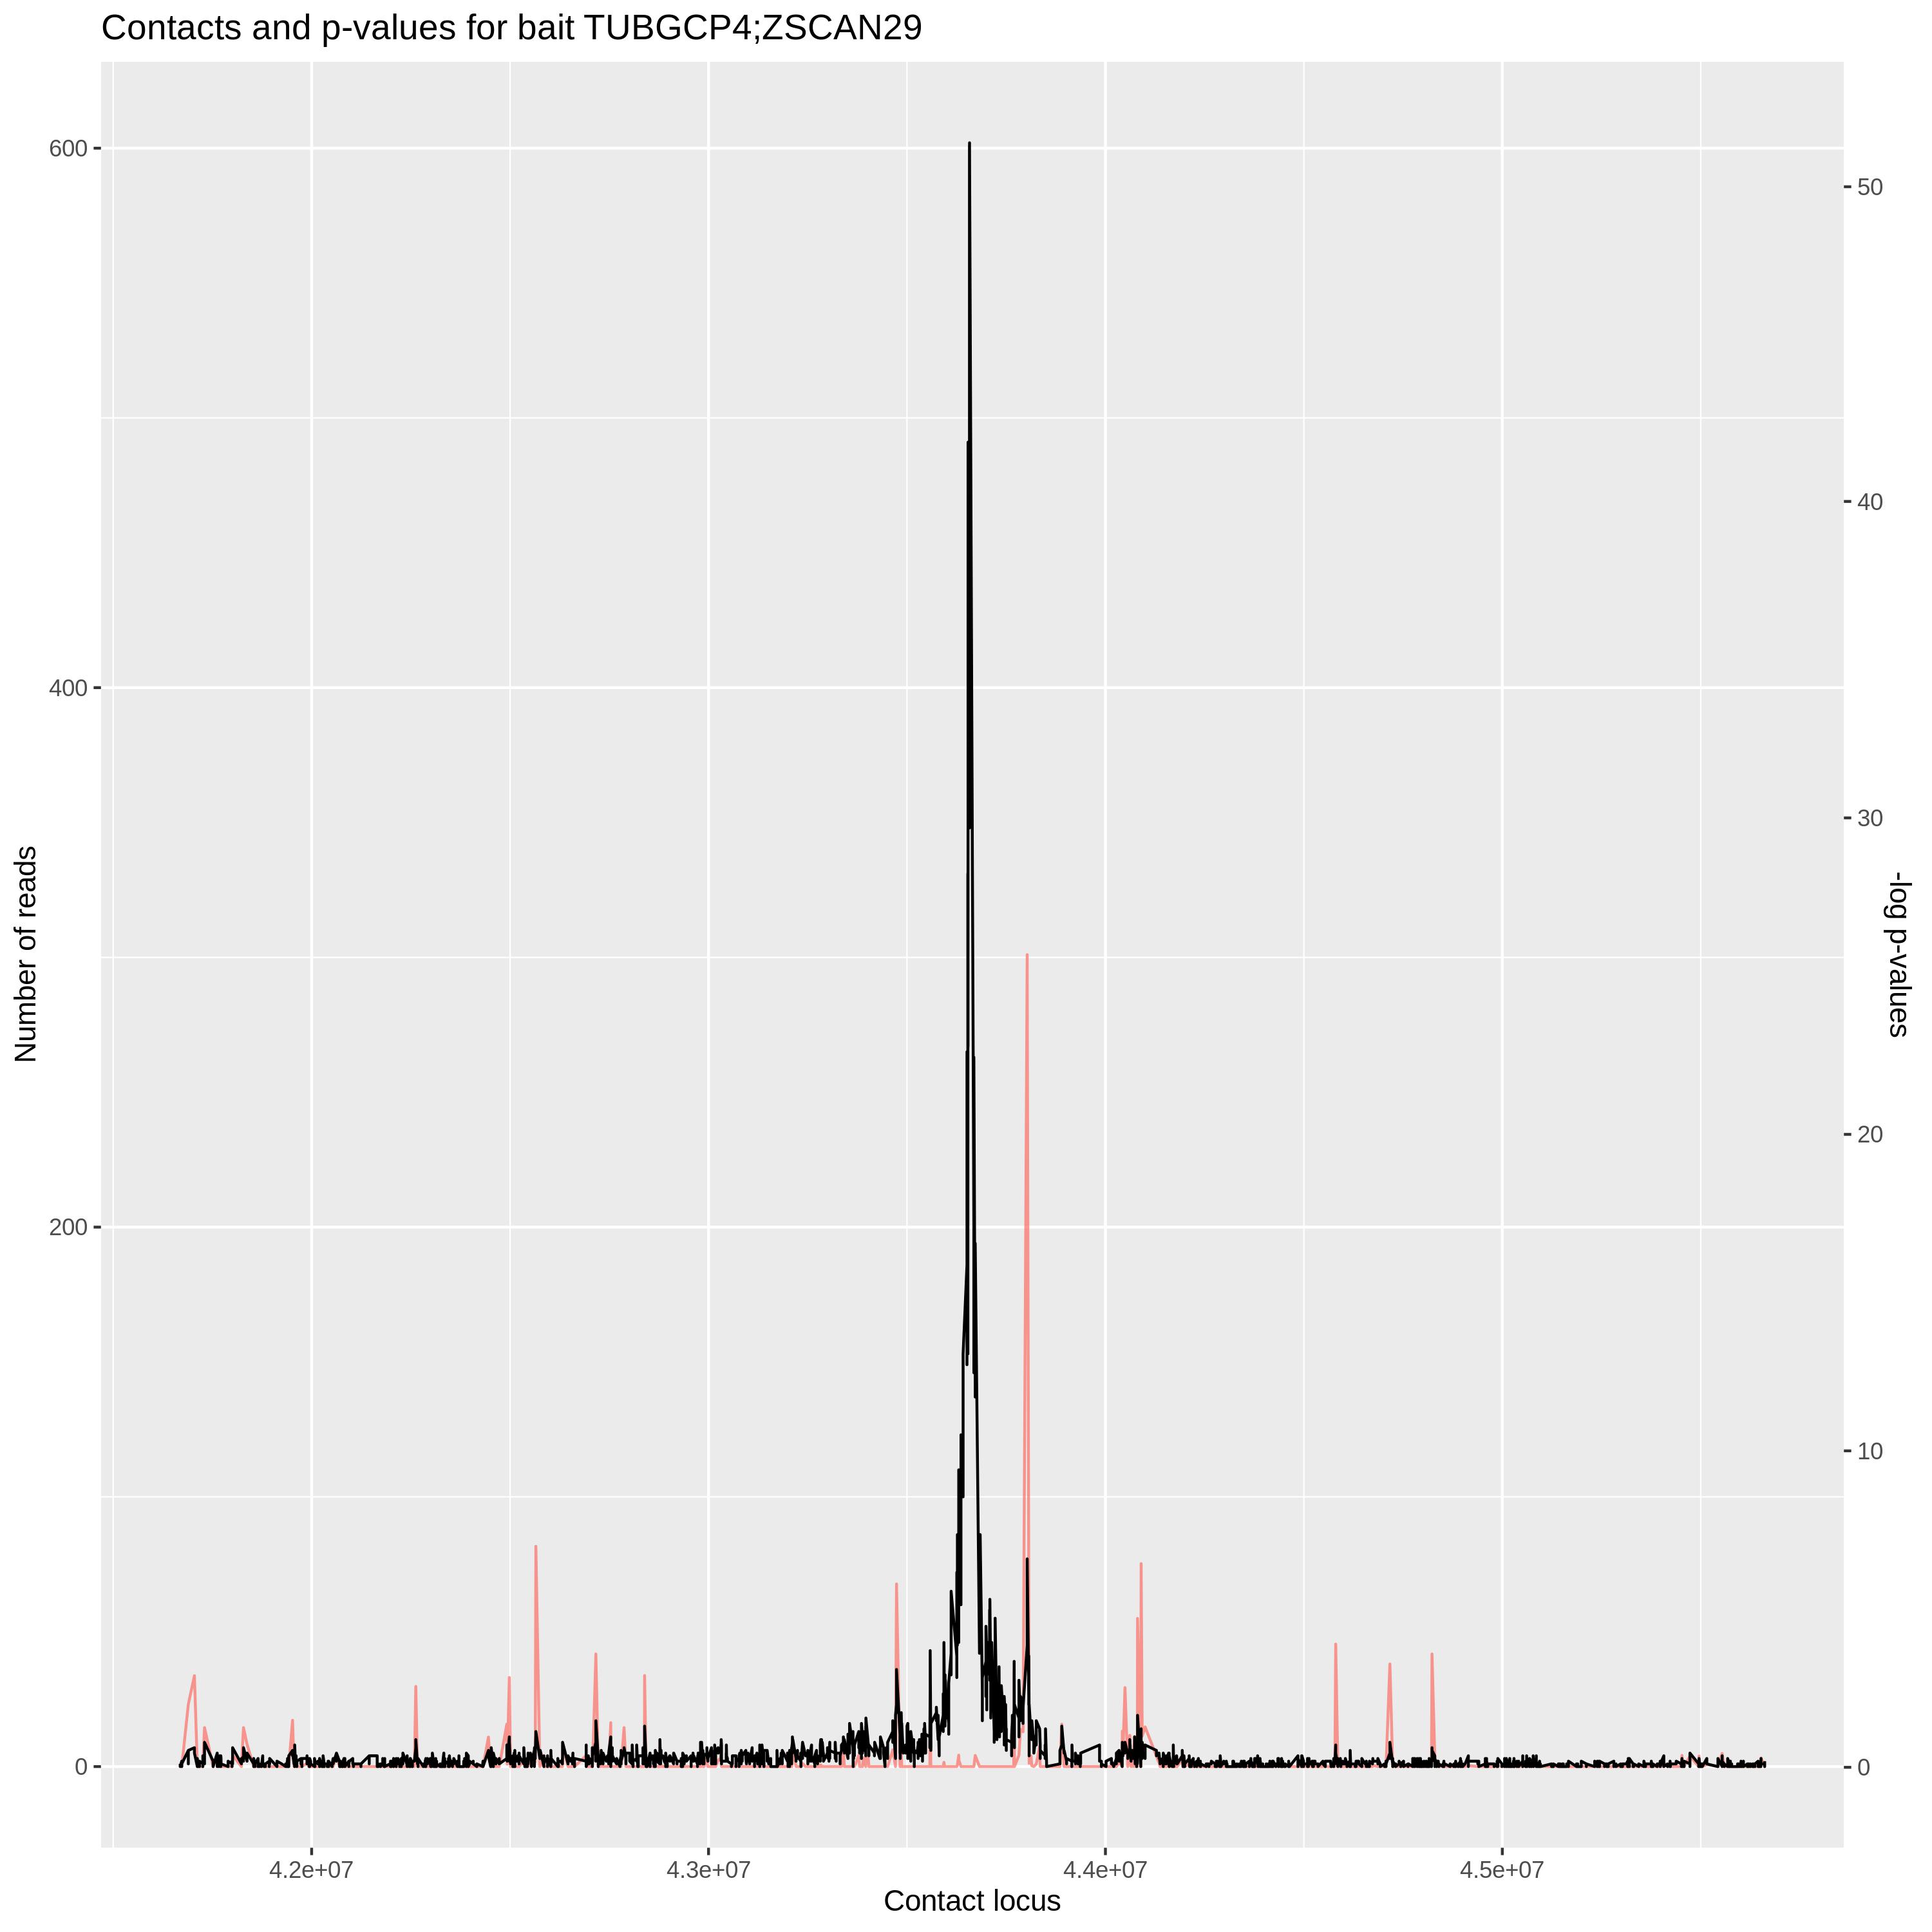 Contacts and p-values for bait TUBGCP4;ZSCAN29
600
400
200
0
Number of reads
50
40
30
20
10
0
-log p-values
4.2e+07
4.3e+07
4.4e+07
4.5e+07
Contact locus